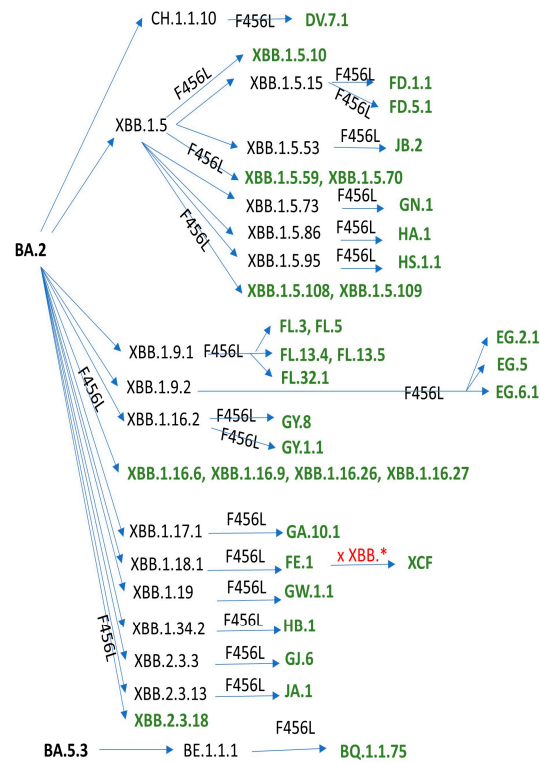 CH.1.1.10 F456L DV.7.1
XBB.1.5.10
F456L
XBB.1.5.15 F456L FD.1.1
F456L FD.5.1
XBB.1.5
XBB.1.5.53 F456L JB.2
F456L
XBB.1.5.59, XBB.1.5.70
XBB.1.5.73 F456L GN.1
F456L
XBB.1.5.86 F456L HA.1
BA.2
XBB.1.5.95 F456L HS.1.1
XBB.1.5.108, XBB.1.5.109
FL.3, FL.5
EG.2.1
XBB.1.9.1 F456L FL.13.4, FL.13.5
EG.5
FL.32.1
XBB.1.9.2 F456L EG.6.1
F456L
XBB.1.16.2 F456L GY.8
F456L GY.1.1
XBB.1.16.6, XBB.1.16.9, XBB.1.16.26, XBB.1.16.27
XBB.1.17.1 F456L GA.10.1
XBB.1.18.1 F456L FE.1 x XBB.* XCF
XBB.1.19 F456L GW.1.1
XBB.1.34.2 F456L HB.1
F456L
XBB.2.3.3 F456L GJ.6
XBB.2.3.13 F456L JA.1
XBB.2.3.18
BA.5.3 BE.1.1.1 F456L BQ.1.1.75